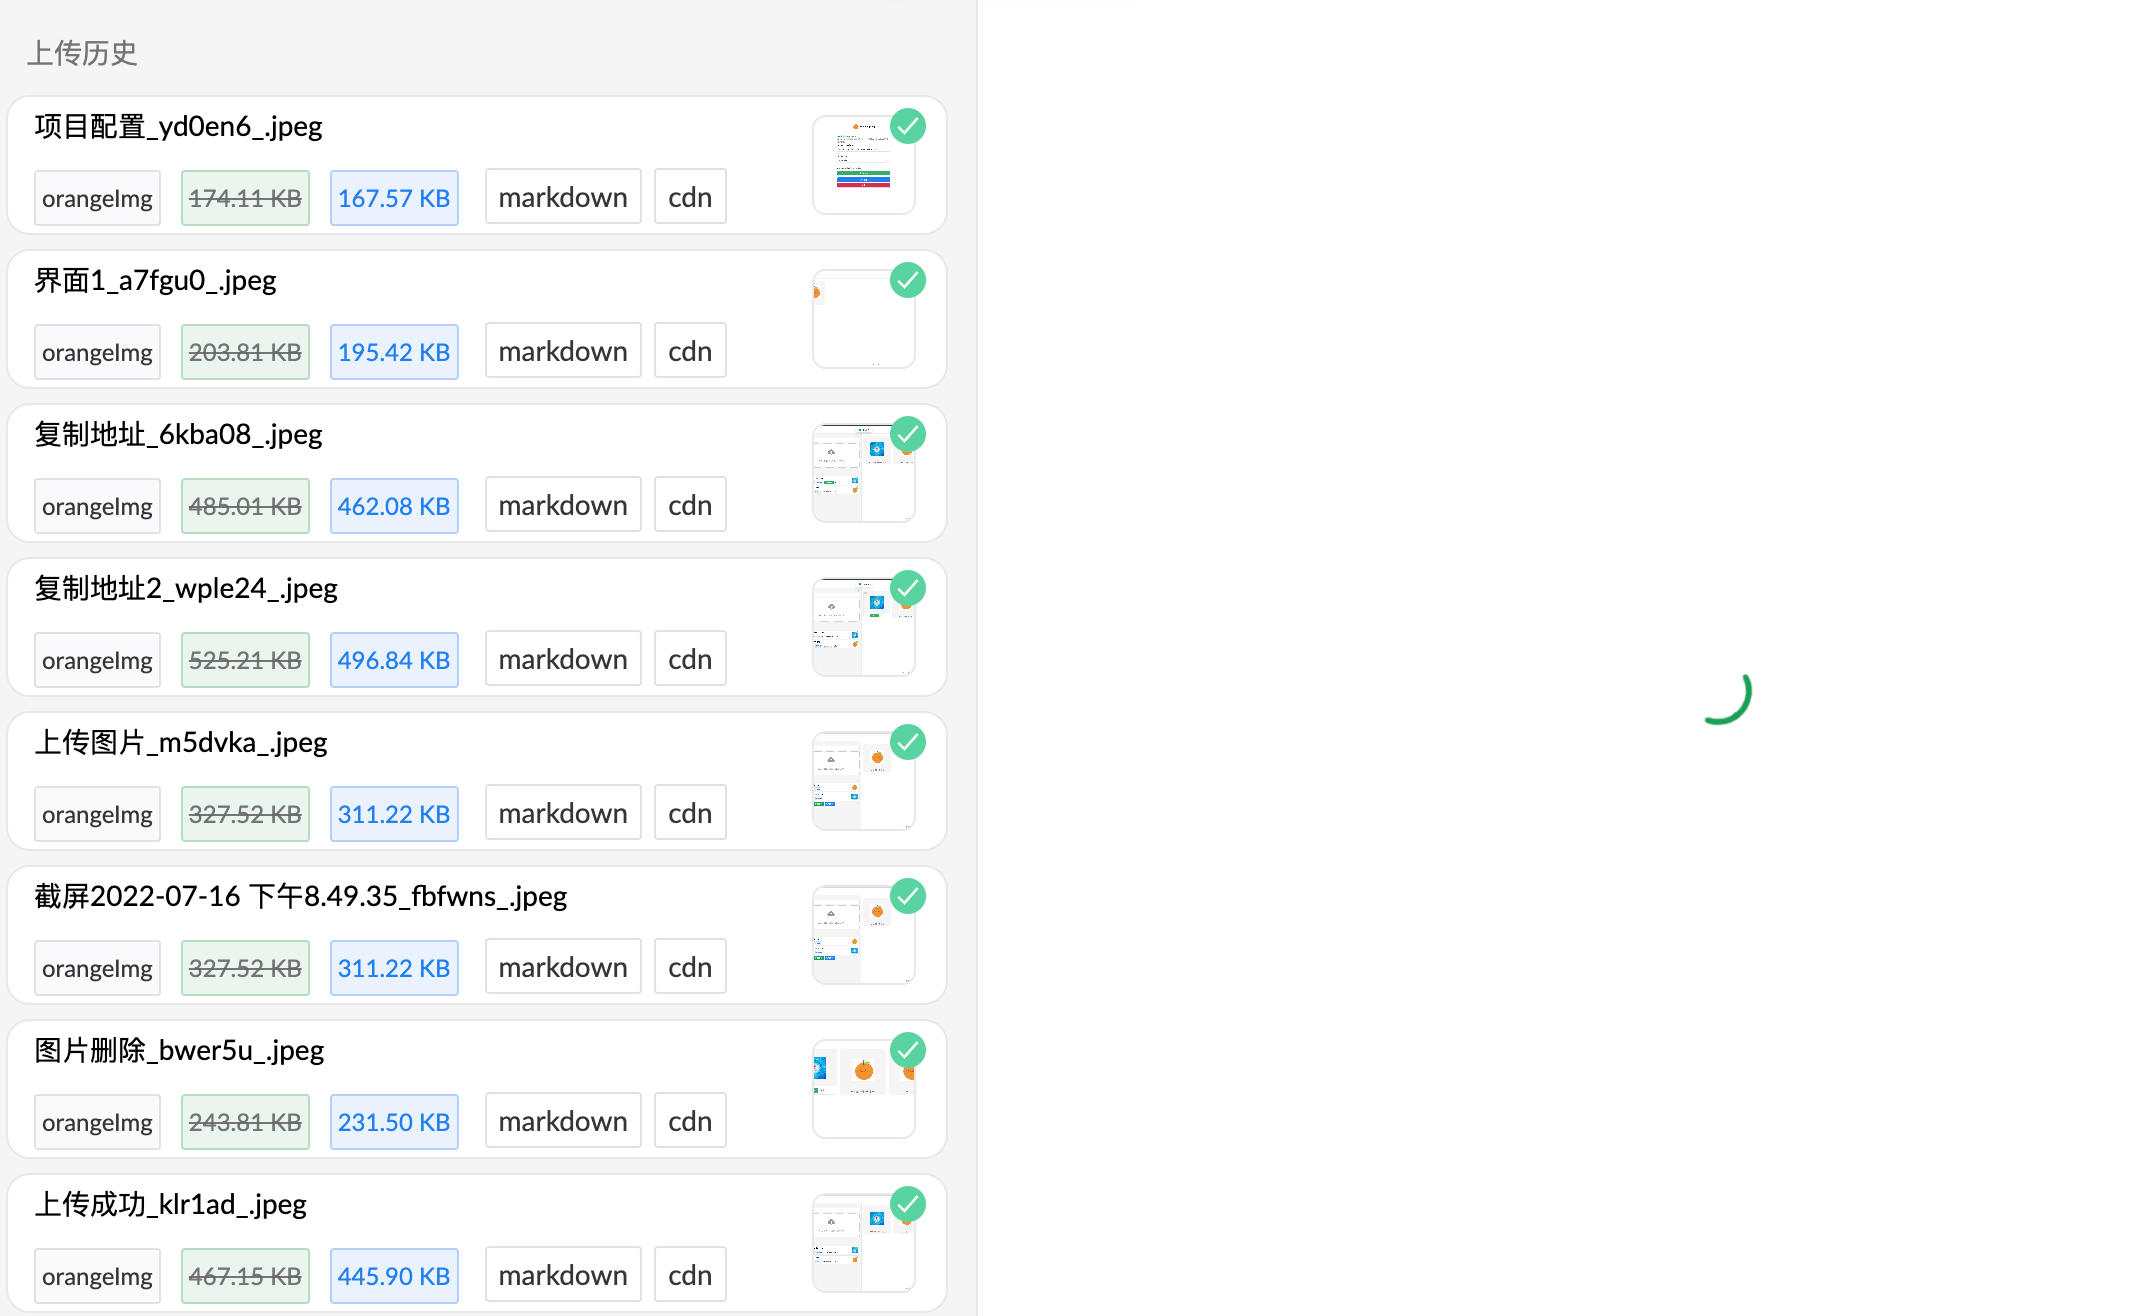 上传历史
项目配置_yd0en6_.jpeg
orangeImg 174.11 KB 167.57 KB markdown cdn
界面1_a7fgu0_.jpeg
orangeImg 203.81 KB 195.42 KB markdown cdn
复制地址_6kba08_.jpeg
orangeImg 485.01 KB 462.08 KB markdown cdn
复制地址2_wple24_.jpeg
orangeImg 525.21 KB 496.84 KB markdown cdn
上传图片_m5dvka_.jpeg
orangeImg 327.52 KB 311.22 KB markdown cdn
截屏2022-07-16 下午8.49.35_fbfwns_.jpeg
orangeImg 327.52 KB 311.22 KB markdown cdn
图片删除_bwer5u_.jpeg
orangeImg 243.81 KB 231.50 KB markdown cdn
上传成功_klr1ad_.jpeg
orangeImg 467.15 KB 445.90 KB markdown cdn